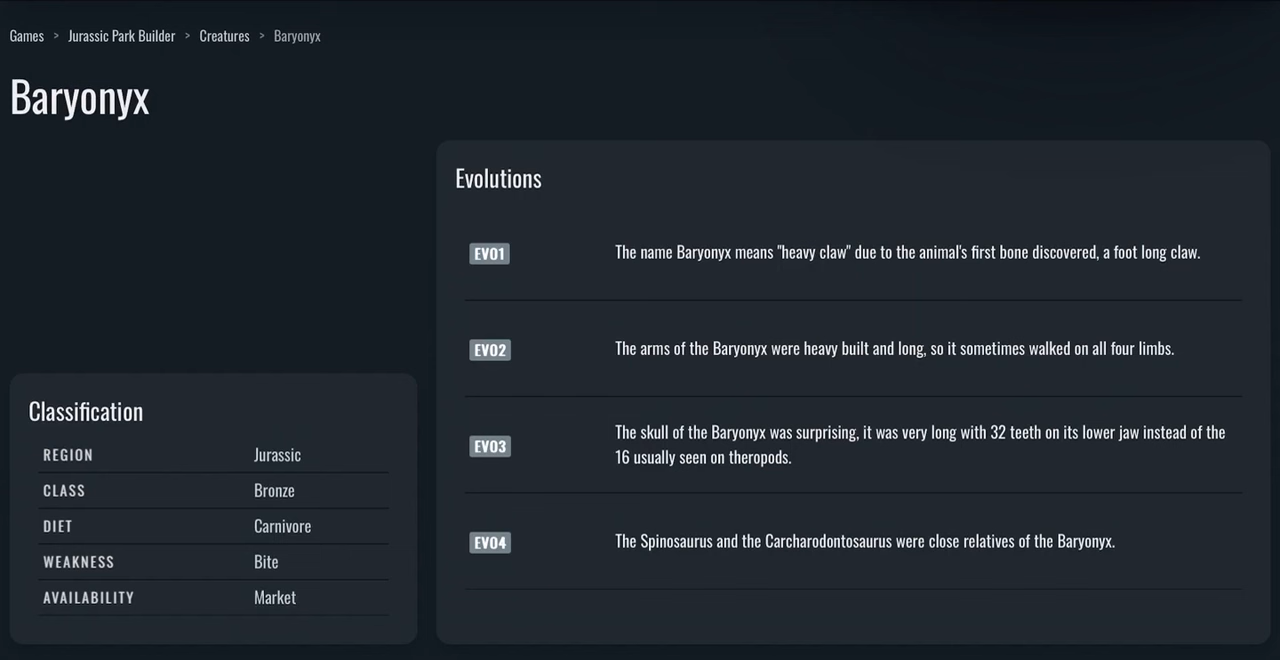 Games > Jurassic Park Builder > Creatures > Baryonyx
Baryonyx
Classification
REGION Jurassic
CLASS Bronze
DIET Carnivore
WEAKNESS Bite
AVAILABILITY Market
Evolutions
EVO1 The name Baryonyx means "heavy claw" due to the animal's first bone discovered, a foot long claw.
EVO2 The arms of the Baryonyx were heavy built and long, so it sometimes walked on all four limbs.
EVO3 The skull of the Baryonyx was surprising, it was very long with 32 teeth on its lower jaw instead of the
16 usually seen on theropods.
EVO4 The Spinosaurus and the Carcharodontosaurus were close relatives of the Baryonyx.